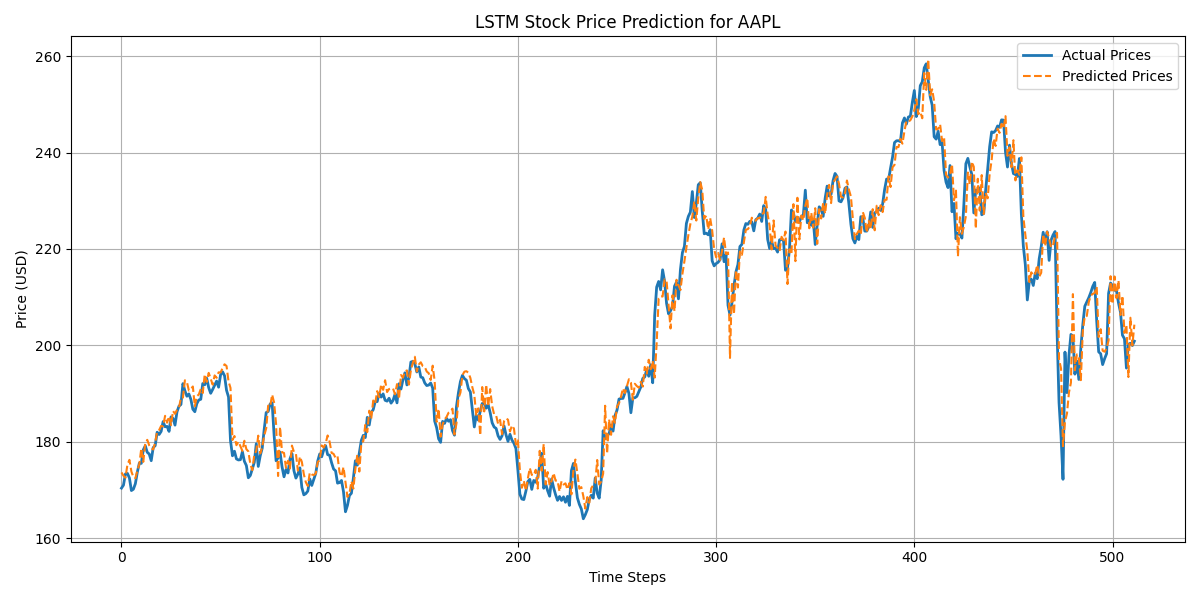 LSTM Stock Price Prediction for AAPL
Actual Prices
Predicted Prices
Price (USD)
260
240
220
200
180
160
0 100 200 300 400 500
Time Steps